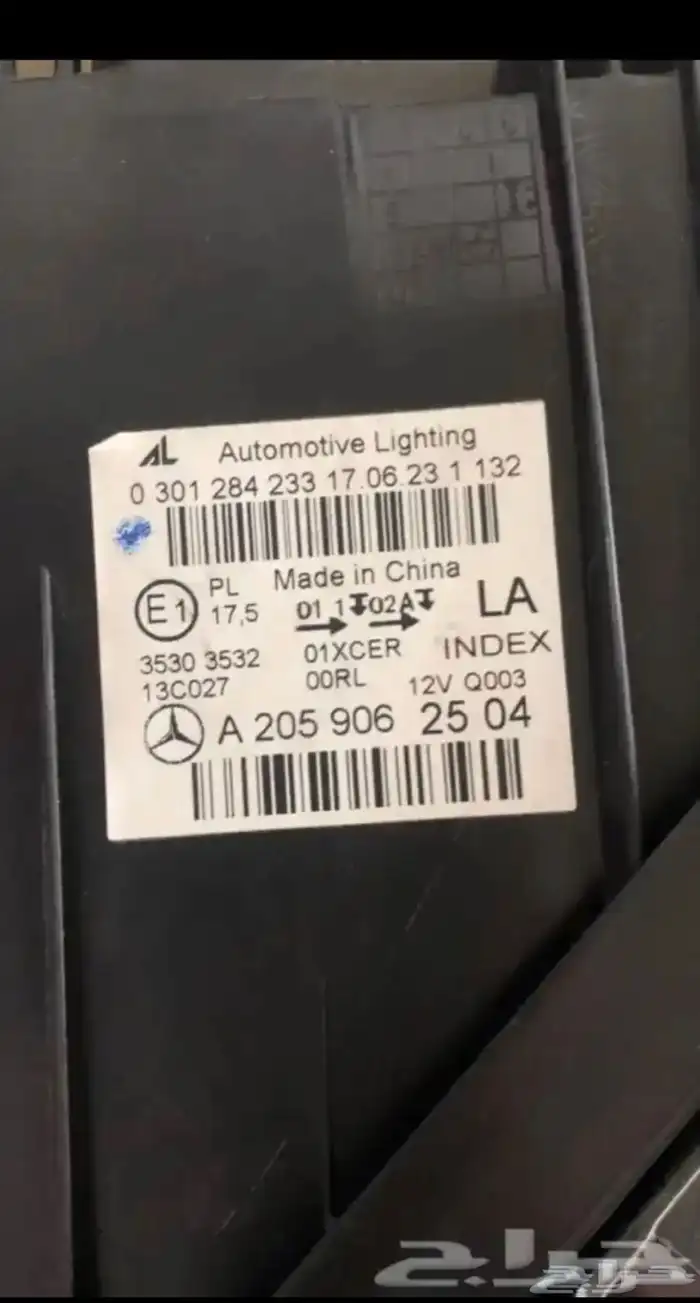 AL Automotive Lighting
0 301 284 233 17.06.23 1 132
Made in China
E1 PL 17,5
01 1 02A
LA
3530 3532 01XCER INDEX
13C027 00RL 12V Q003
A 205 906 25 04
حراج